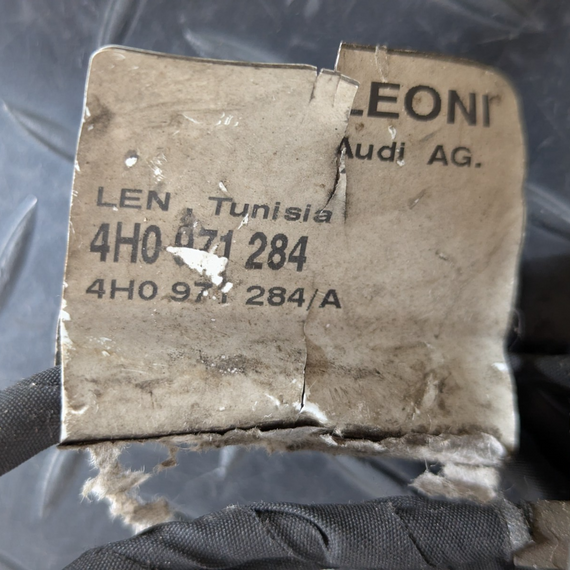 LEONI
Audi AG.
LEN Tunisia
4H0 971 284
4H0 971 284/A